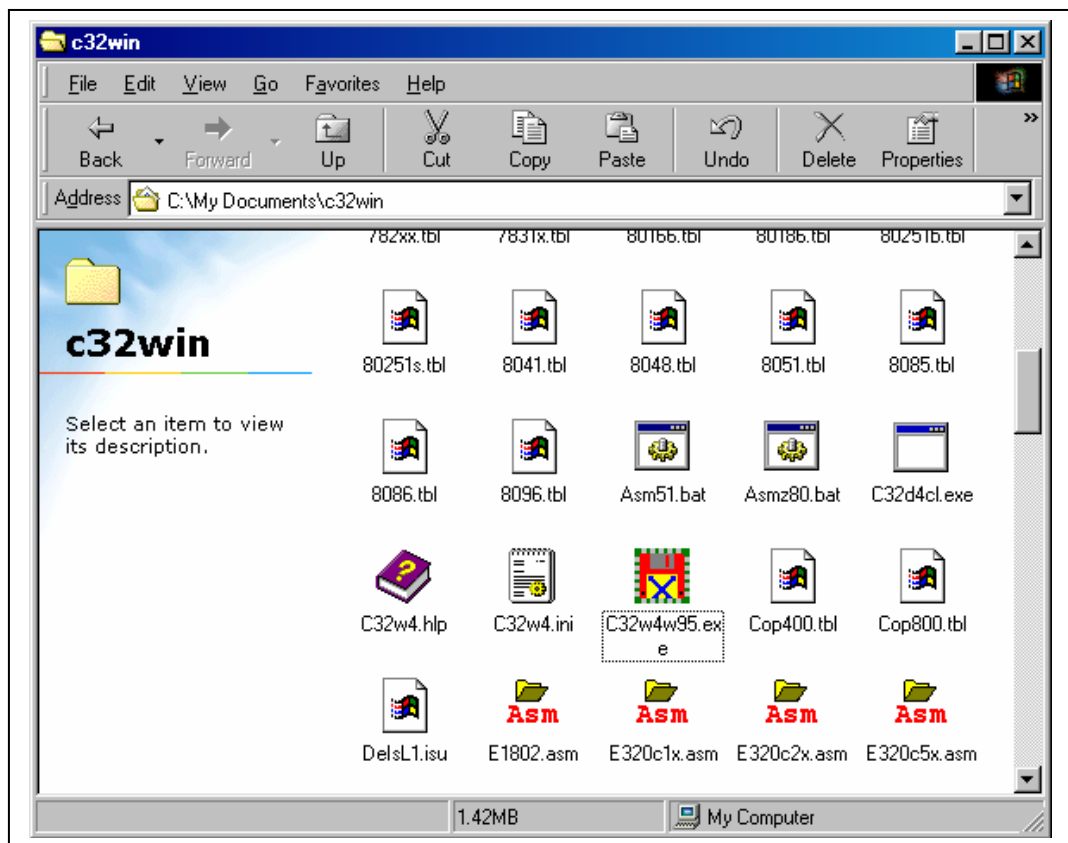 c32win
File Edit View Go Favorites Help
Back Forward Up Cut Copy Paste Undo Delete Properties »
Address C:\My Documents\c32win
782xx.tbl 7831x.tbl 80166.tbl 80186.tbl 80251b.tbl
c32win
80251s.tbl 8041.tbl 8048.tbl 8051.tbl 8085.tbl
Select an item to view
its description.
8086.tbl 8096.tbl Asm51.bat Asmz80.bat C32d4cl.exe
C32w4.hlp C32w4.ini C32w4w95.ex Cop400.tbl Cop800.tbl
e
Asm Asm Asm Asm
DelsL1.isu E1802.asm E320c1x.asm E320c2x.asm E320c5x.asm
1.42MB My Computer